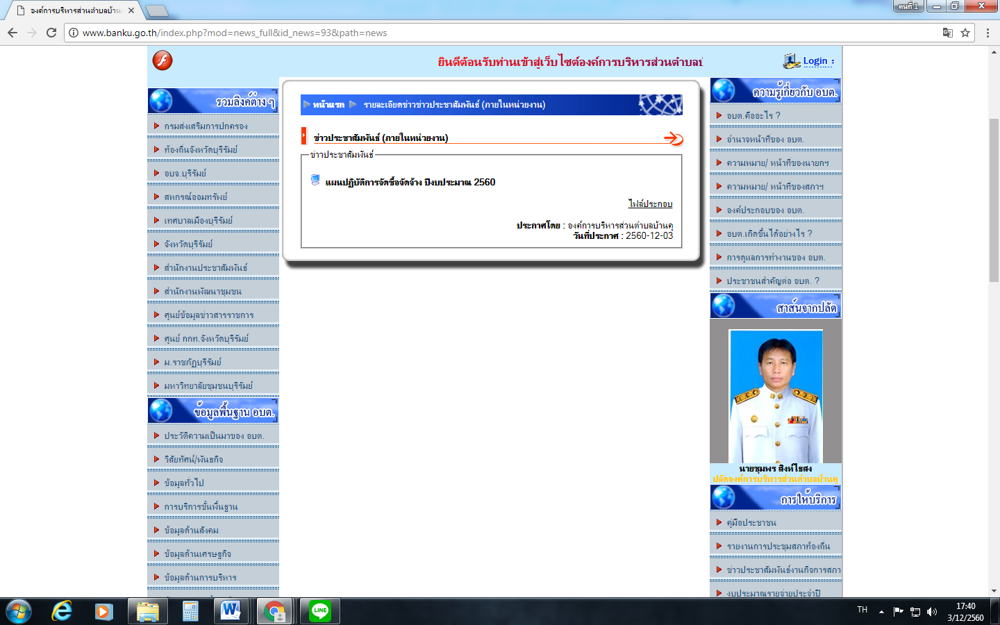 องค์การบริหารส่วนตำบลบ้าน
คนที่ 1
www.banku.go.th/index.php?mod=news_full&id_news=93&path=news
ยินดีต้อนรับท่านเข้าสู่เว็บไซต์องค์การบริหารส่วนตำบล
Login :
รวมลิงค์ต่าง ๆ
กรมส่งเสริมการปกครอง
ท้องถิ่นจังหวัดบุรีรัมย์
อบจ.บุรีรัมย์
สหกรณ์ออมทรัพย์
เทศบาลเมืองบุรีรัมย์
จังหวัดบุรีรัมย์
สำนักงานประชาสัมพันธ์
สำนักงานพัฒนาชุมชน
ศูนย์ข้อมูลข่าวสารราชการ
ศูนย์ กกท.จังหวัดบุรีรัมย์
ม.ราชภัฏบุรีรัมย์
มหาวิทยาลัยชุมชนบุรีรัมย์
ข้อมูลพื้นฐาน อบต.
ประวัติความเป็นมาของ อบต.
วิสัยทัศน์/พันธกิจ
ข้อมูลทั่วไป
การบริการขั้นพื้นฐาน
ข้อมูลด้านสังคม
ข้อมูลด้านเศรษฐกิจ
ข้อมูลด้านการบริหาร
หน้าแรก รายละเอียดข่าวข่าวประชาสัมพันธ์ (ภายในหน่วยงาน)
ข่าวประชาสัมพันธ์ (ภายในหน่วยงาน)
ข่าวประชาสัมพันธ์
แผนปฏิบัติการจัดซื้อจัดจ้าง ปีงบประมาณ 2560
ไฟล์ประกอบ
ประกาศโดย : องค์การบริหารส่วนตำบลบ้านคู
วันที่ประกาศ : 2560-12-03
ความรู้เกี่ยวกับ อบต.
อบต.คืออะไร ?
อำนาจหน้าที่ของ อบต.
ความหมาย/ หน้าที่ของนายกฯ
ความหมาย/ หน้าที่ของสภาฯ
องค์ประกอบของ อบต.
อบต.เกิดขึ้นได้อย่างไร ?
การดูแลการทำงานของ อบต.
ประชาชนสำคัญต่อ อบต. ?
สาส์นจากปลัด
นายชุมพร สิงห์ไธสง
ปลัดองค์การบริหารส่วนตำบลบ้านคู
การให้บริการ
คู่มือประชาชน
รายงานการประชุมสภาท้องถิ่น
ข่าวประชาสัมพันธ์งานกิจการสภา
งบประมาณรายจ่ายประจำปี
LINE
TH
17:40
3/12/2560